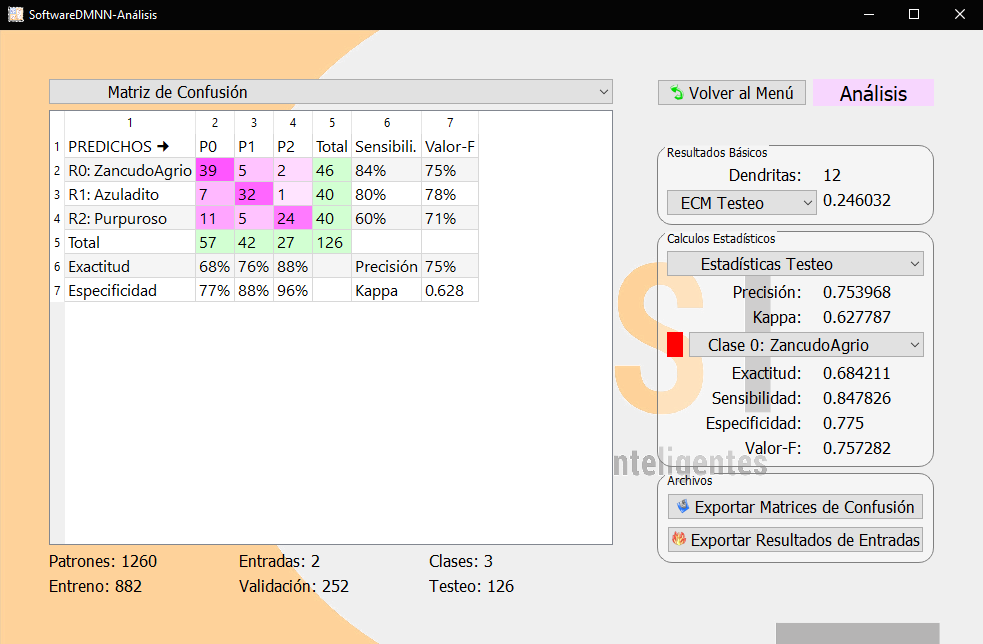 SoftwareDMNN-Análisis
Matriz de Confusión
Volver al Menú
Análisis
1 2 3 4 5 6 7
1 PREDICHOS → P0 P1 P2 Total Sensibili. Valor-F
2 R0: ZancudoAgrio 39 5 2 46 84% 75%
3 R1: Azuladito 7 32 1 40 80% 78%
4 R2: Purpuroso 11 5 24 40 60% 71%
5 Total 57 42 27 126
6 Exactitud 68% 76% 88% Precisión 75%
7 Especificidad 77% 88% 96% Kappa 0.628
Resultados Básicos
Dendritas: 12
ECM Testeo 0.246032
Calculos Estadísticos
Estadísticas Testeo
Precisión: 0.753968
Kappa: 0.627787
Clase 0: ZancudoAgrio
Exactitud: 0.684211
Sensibilidad: 0.847826
Especificidad: 0.775
Valor-F: 0.757282
SI
nteligentes
Archivos
Exportar Matrices de Confusión
Exportar Resultados de Entradas
Patrones: 1260 Entradas: 2 Clases: 3
Entreno: 882 Validación: 252 Testeo: 126